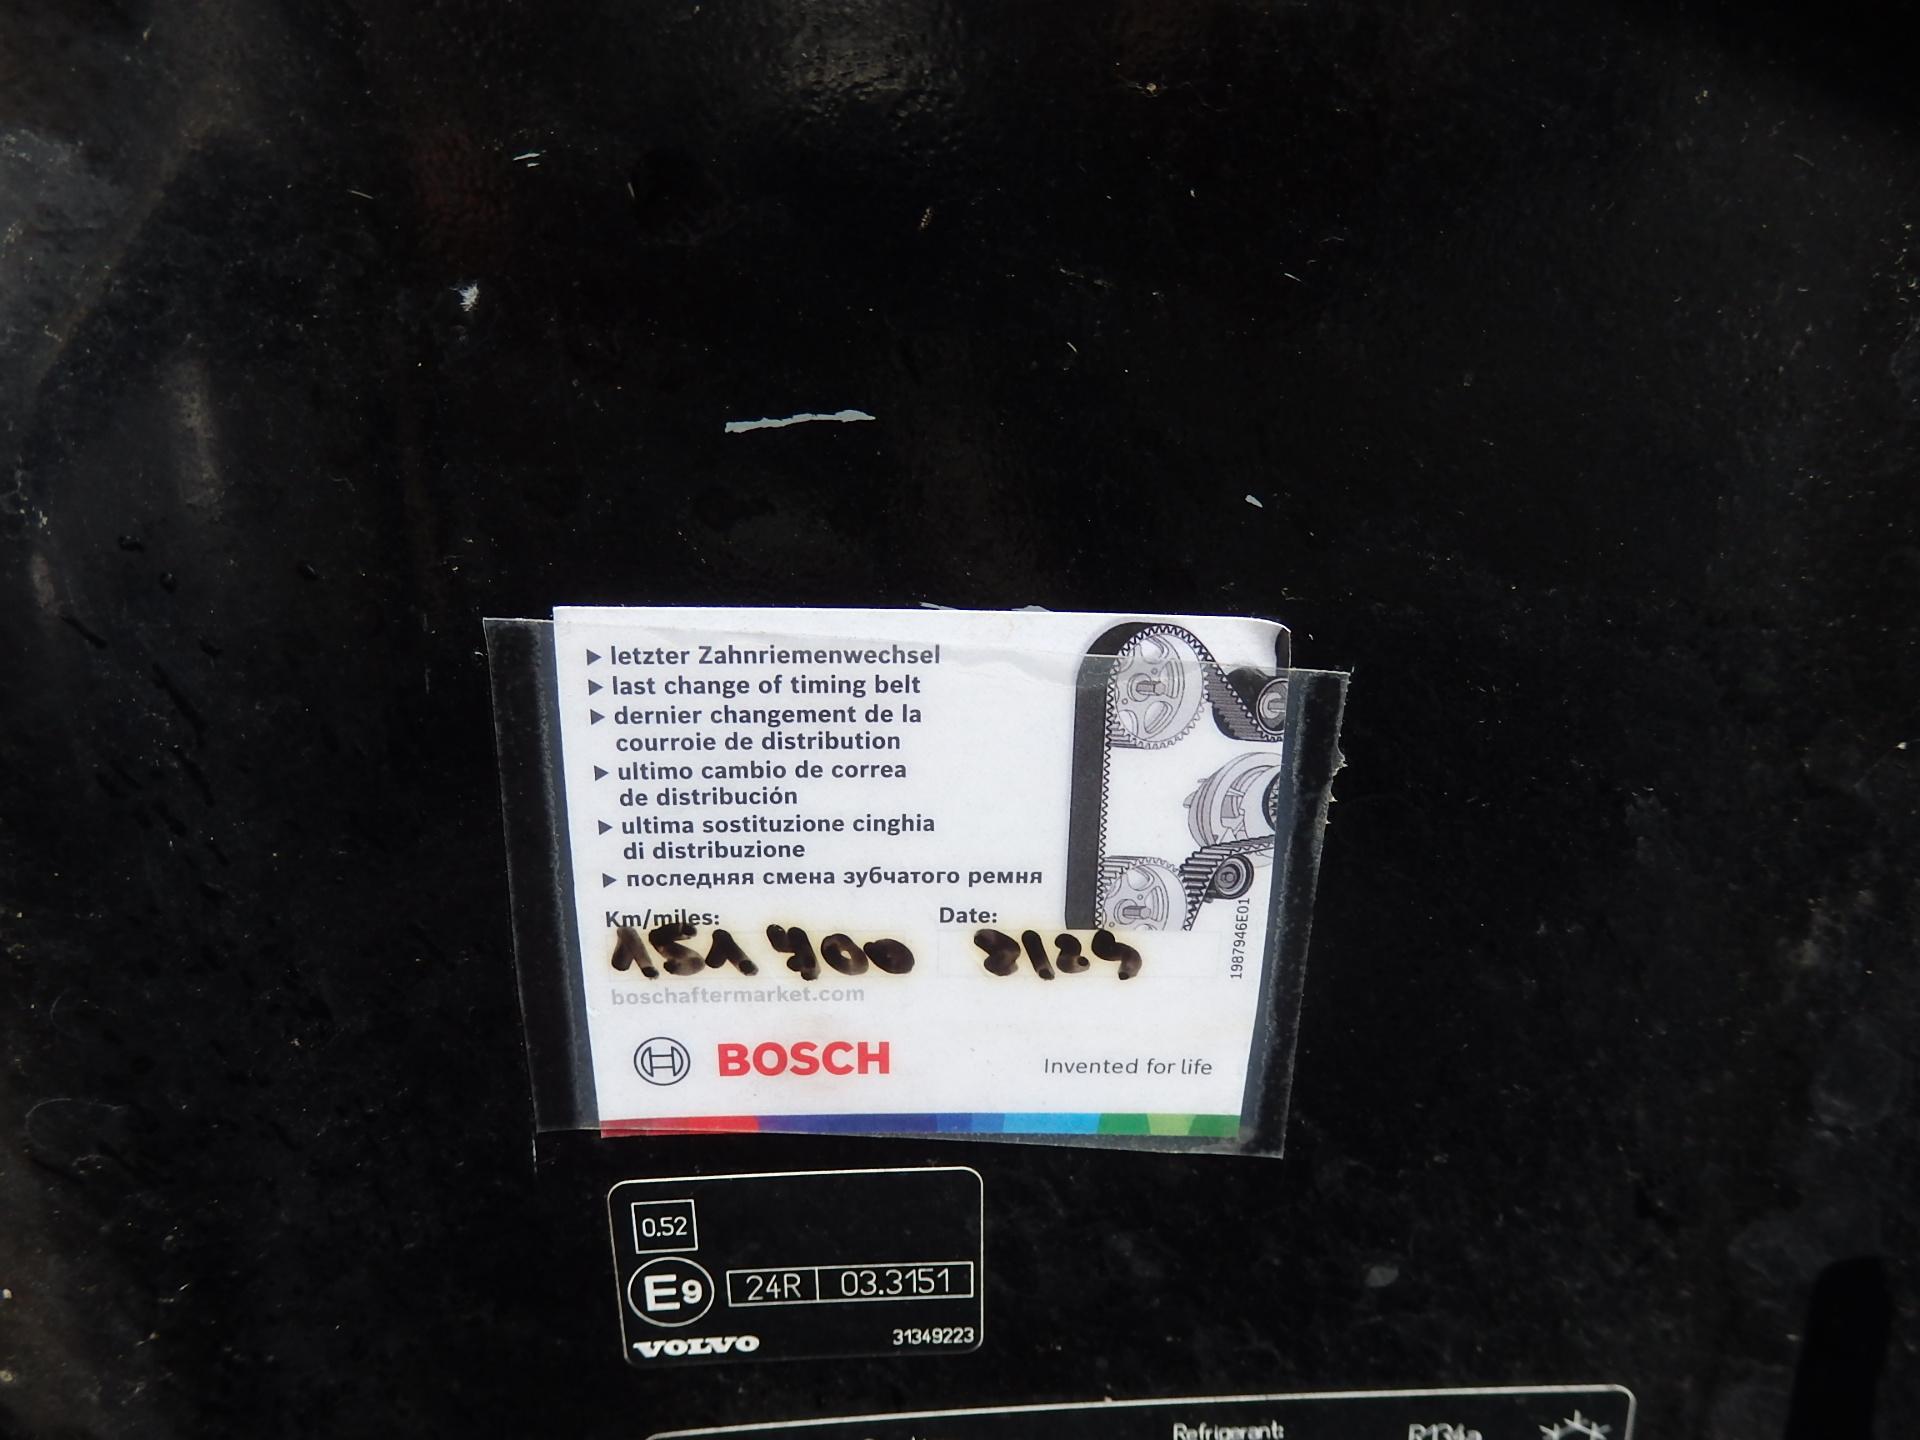 ▶ letzter Zahnriemenwechsel
▶ last change of timing belt
▶ dernier changement de la
courroie de distribution
▶ ultimo cambio de correa
de distribución
▶ ultima sostituzione cinghia
di distribuzione
▶ последняя смена зубчатого ремня
Km/miles: Date:
151 700
boschaftermarket.com
1987946E01
BOSCH Invented for life
0.52
E9 24R 03.3151
VOLVO 31349223
Refrigerant: R134a